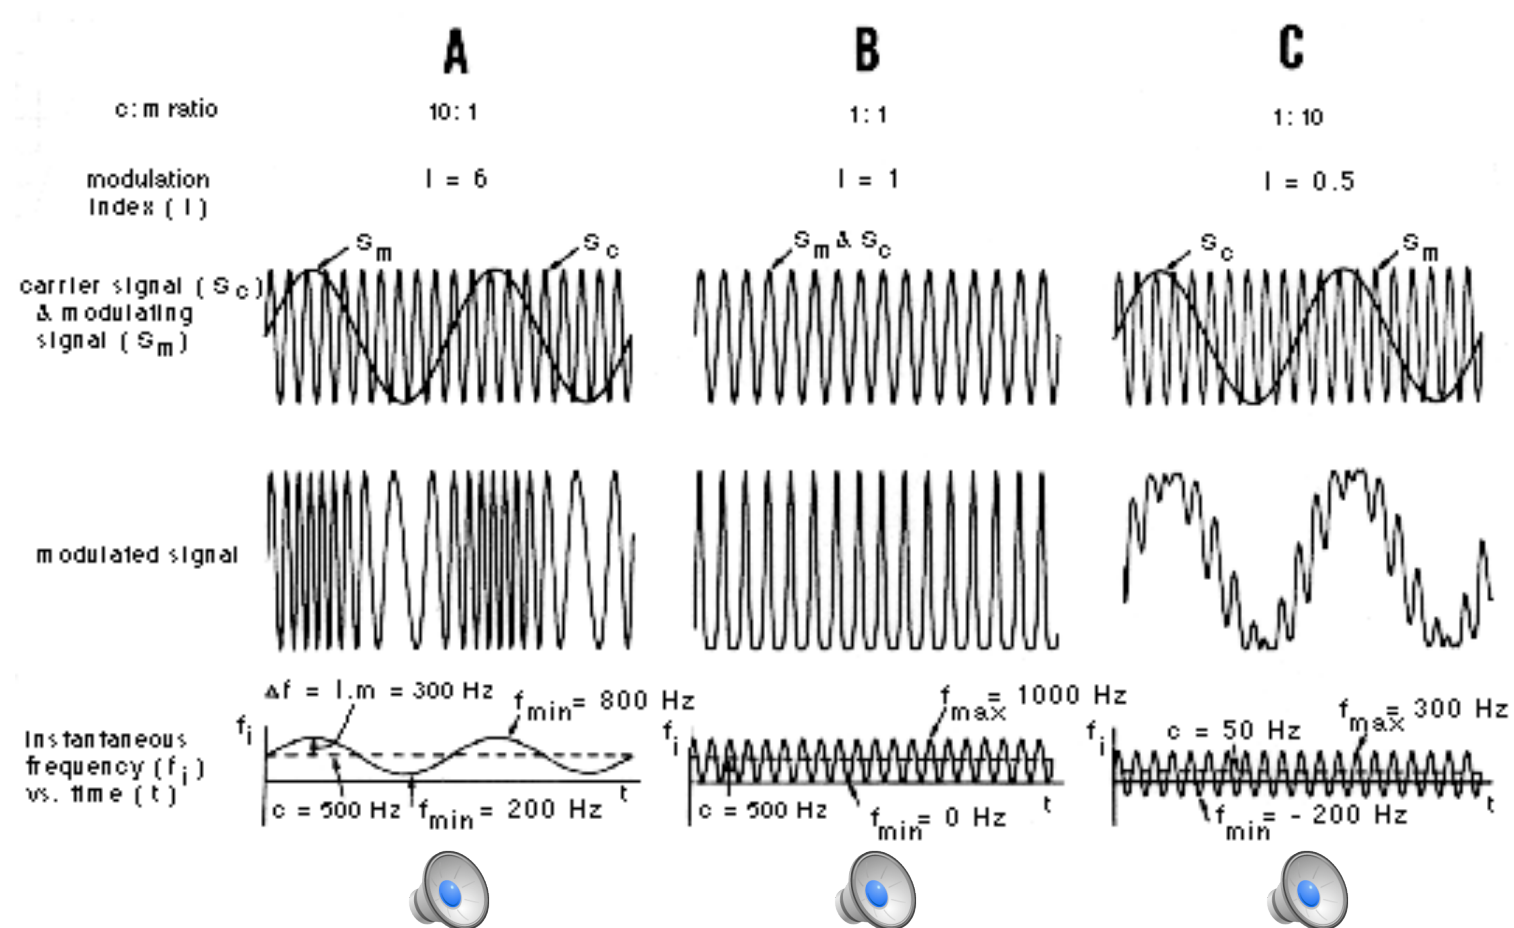 A B C
c:m ratio 10:1 1:1 1:10
modulation
index (I) I = 6 I = 1 I = 0.5
Sm Sc Sm & Sc Sc Sm
carrier signal (Sc)
& modulating
signal (Sm)
modulated signal
Δf = I.m = 300 Hz fmin= 800 Hz fmax= 1000 Hz c = 50 Hz fmax= 300 Hz
Instantaneous
frequency (fi)
vs. time (t)
fi c = 500 Hz fmin= 200 Hz t
fi c = 500 Hz fmin= 0 Hz t
fi fmin= - 200 Hz t